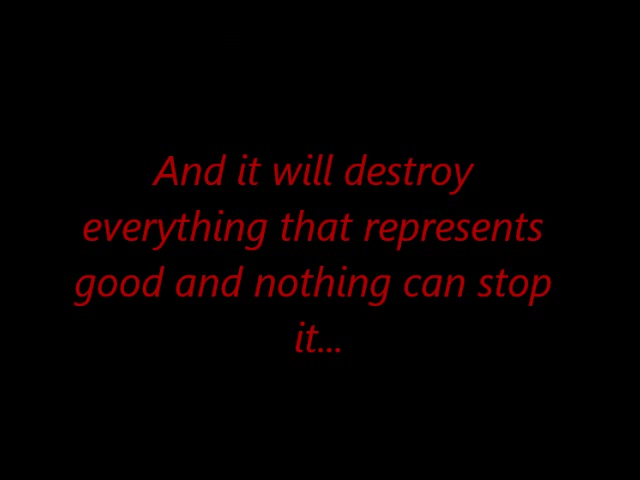 And it will destroy
everything that represents
good and nothing can stop
it...